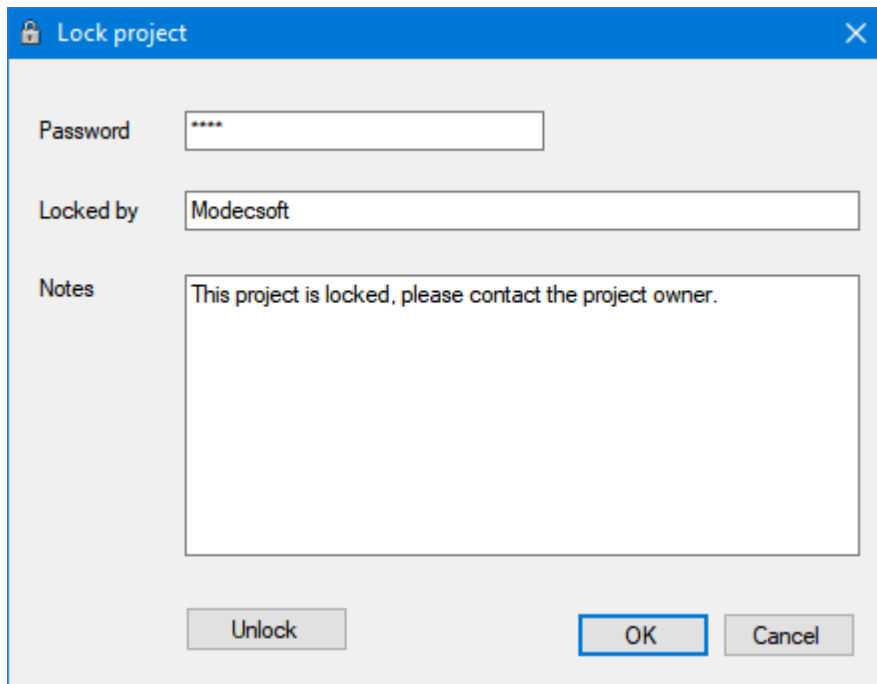 Lock project
Password ****
Locked by Modecsoft
Notes This project is locked, please contact the project owner.
Unlock OK Cancel